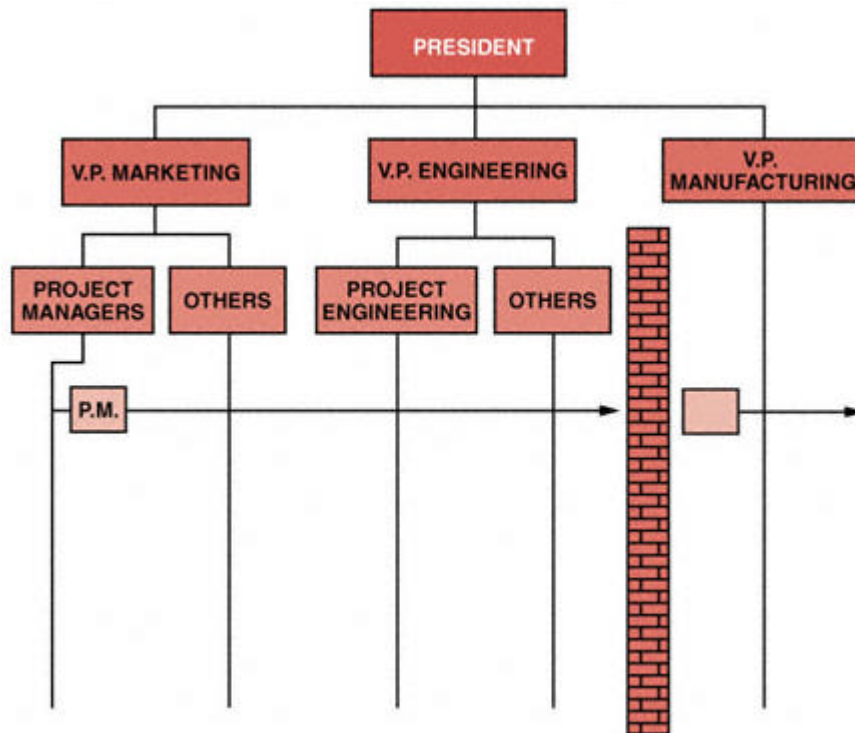 PRESIDENT
V.P. MARKETING
V.P. ENGINEERING
V.P.
MANUFACTURING
PROJECT
MANAGERS
OTHERS
PROJECT
ENGINEERING
OTHERS
P.M.